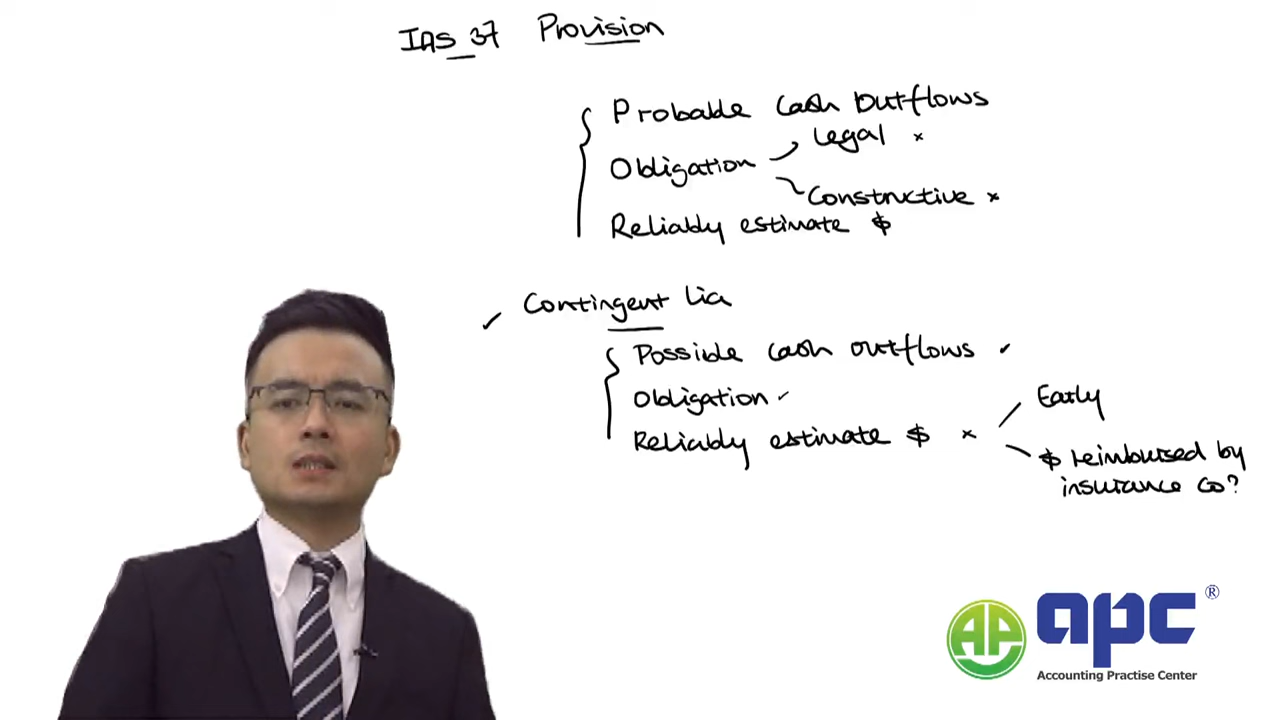 IAS 37 Provision
Probable cash outflows
Legal ×
Obligation
Constructive ×
Reliably estimate $
✓ Contingent Lia
Possible cash outflows ✓
Obligation ✓
Early
Reliably estimate $ ×
$ reimbursed by
insurance co?
AP apc ®
Accounting Practise Center